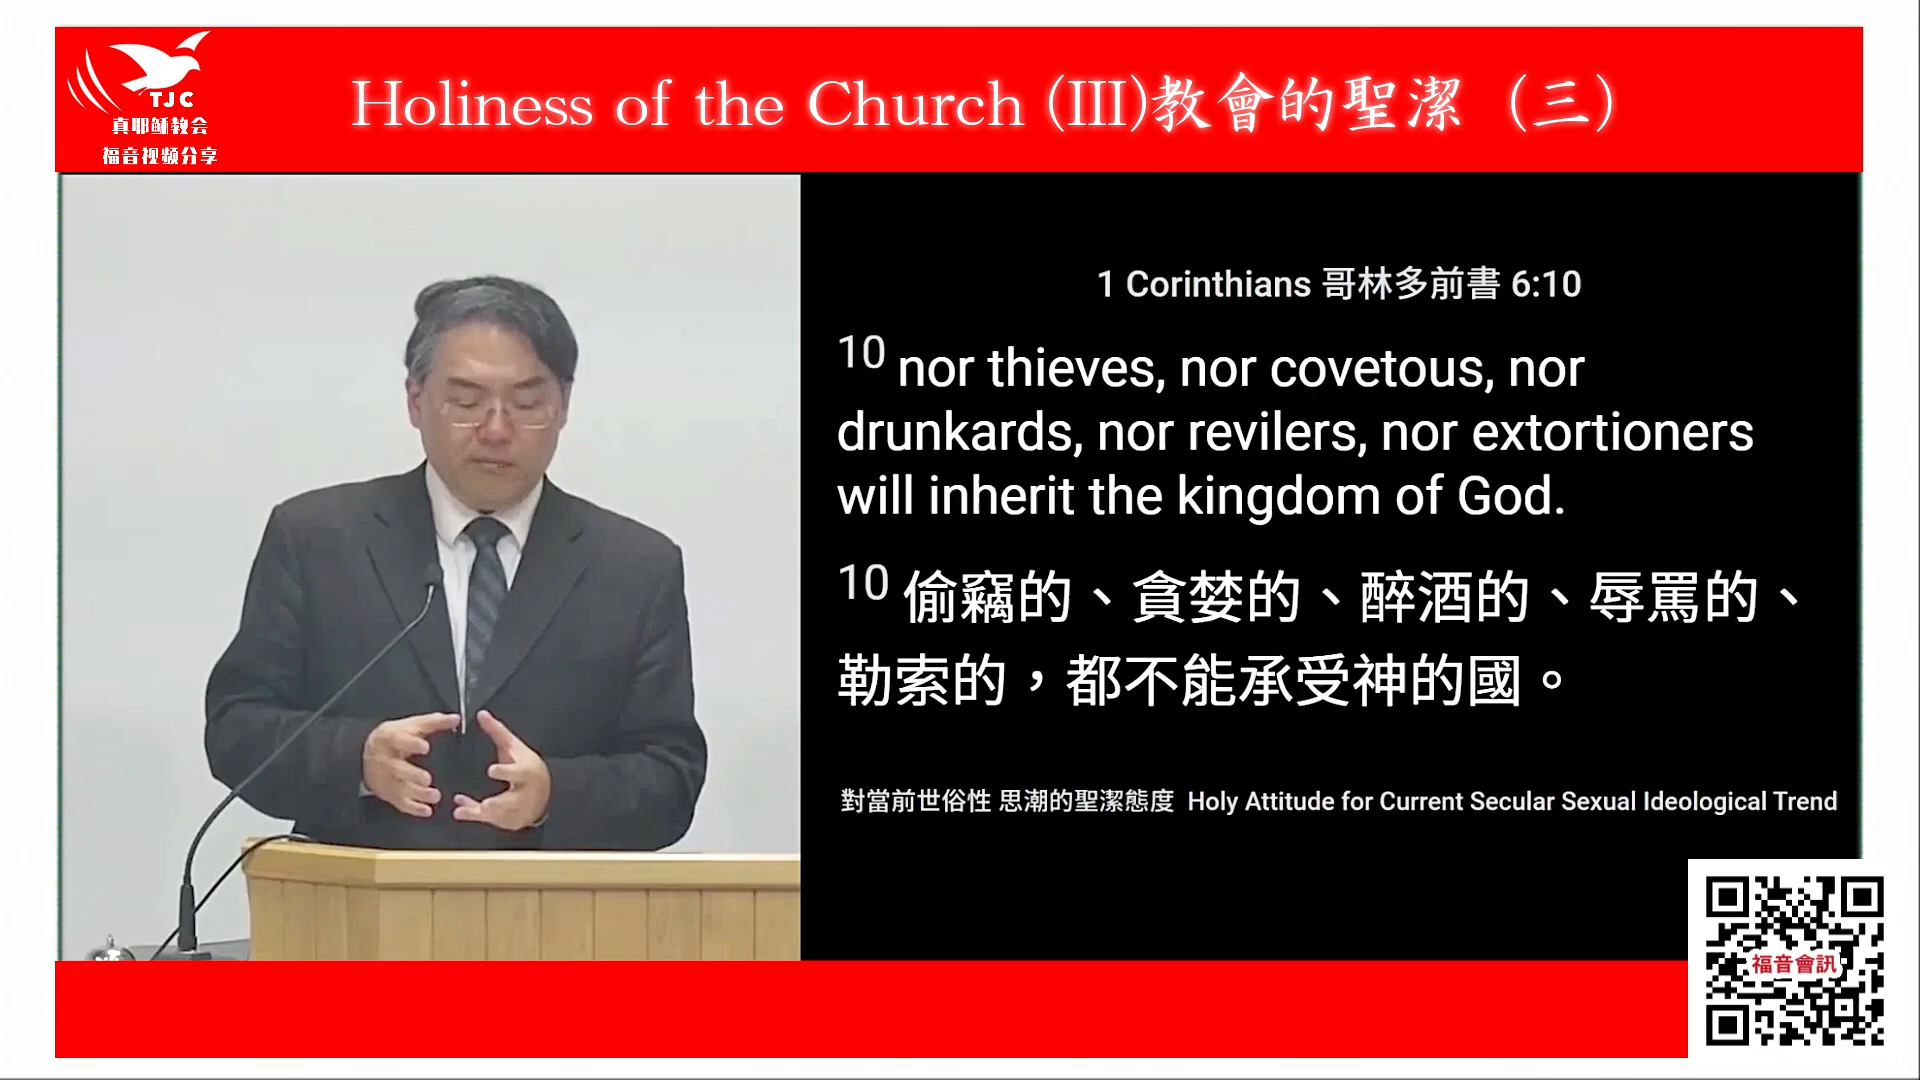 TJC
真耶稣教会
福音视频分享
Holiness of the Church (III)教會的聖潔（三）
1 Corinthians 哥林多前書 6:10
10 nor thieves, nor covetous, nor
drunkards, nor revilers, nor extortioners
will inherit the kingdom of God.
10 偷竊的、貪婪的、醉酒的、辱罵的、
勒索的，都不能承受神的國。
對當前世俗性 思潮的聖潔態度 Holy Attitude for Current Secular Sexual Ideological Trend
福音會訊